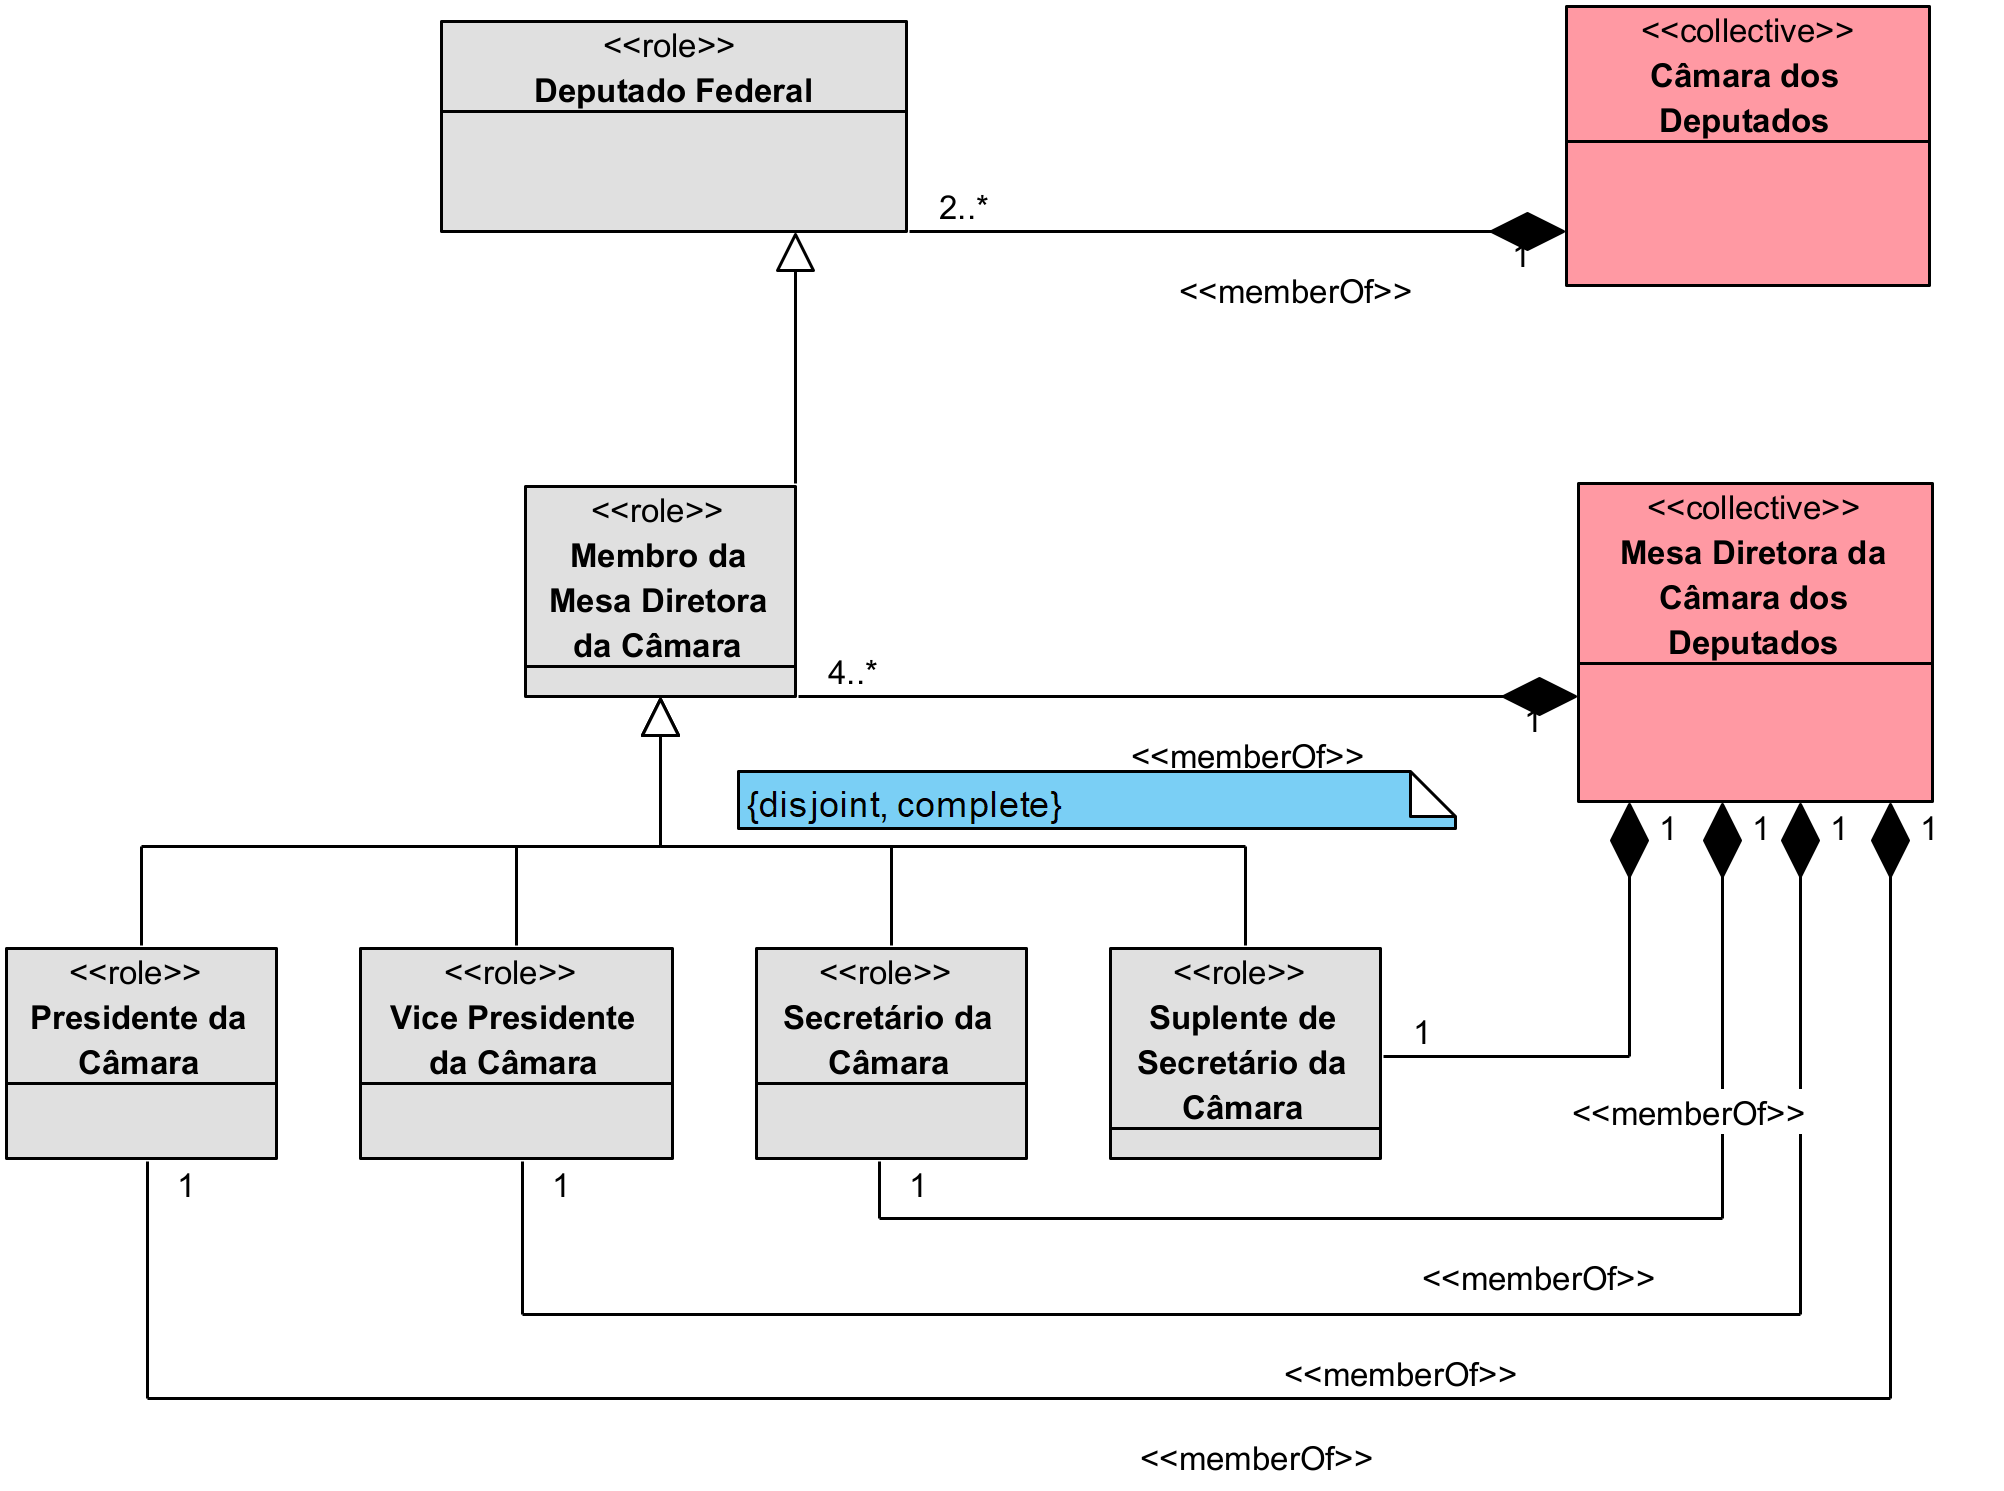 <<role>>
Deputado Federal
<<collective>>
Câmara dos
Deputados
2..*
1
<<memberOf>>
<<role>>
Membro da
Mesa Diretora
da Câmara
<<collective>>
Mesa Diretora da
Câmara dos
Deputados
4..*
1
<<memberOf>>
{disjoint, complete}
1
1
1
1
<<role>>
Presidente da
Câmara
<<role>>
Vice Presidente
da Câmara
<<role>>
Secretário da
Câmara
<<role>>
Suplente de
Secretário da
Câmara
1
<<memberOf>>
1
1
1
<<memberOf>>
<<memberOf>>
<<memberOf>>